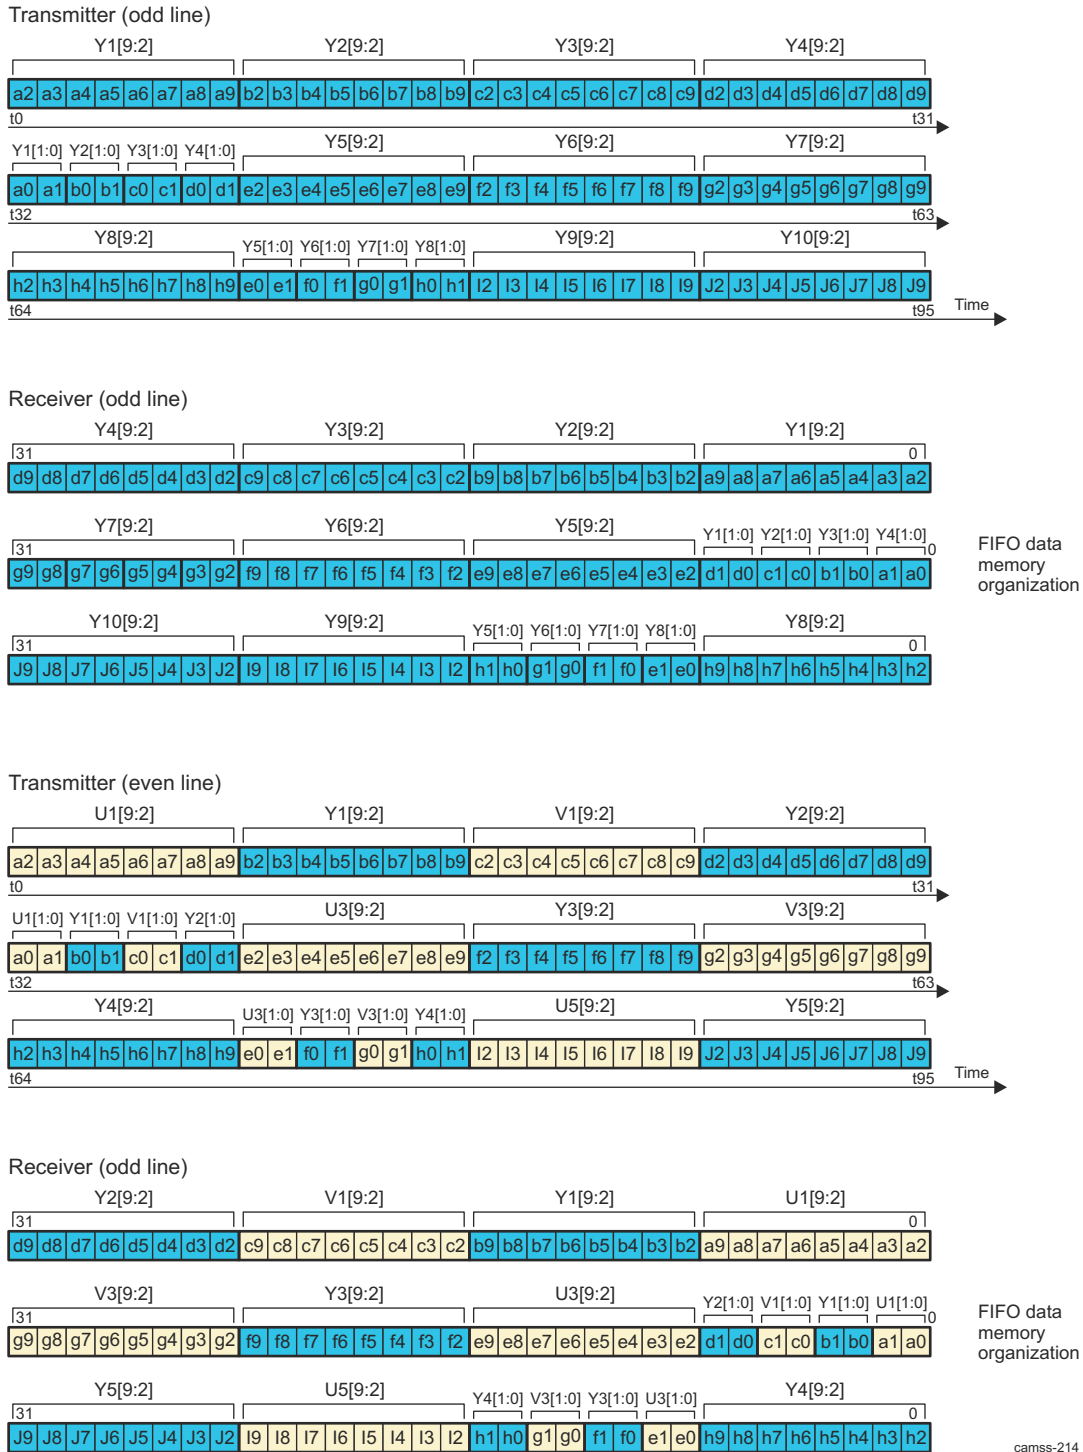 Transmitter (odd line)
Y1[9:2] Y2[9:2] Y3[9:2] Y4[9:2]
a2 a3 a4 a5 a6 a7 a8 a9 b2 b3 b4 b5 b6 b7 b8 b9 c2 c3 c4 c5 c6 c7 c8 c9 d2 d3 d4 d5 d6 d7 d8 d9
t0 t31
Y1[1:0] Y2[1:0] Y3[1:0] Y4[1:0] Y5[9:2] Y6[9:2] Y7[9:2]
a0 a1 b0 b1 c0 c1 d0 d1 e2 e3 e4 e5 e6 e7 e8 e9 f2 f3 f4 f5 f6 f7 f8 f9 g2 g3 g4 g5 g6 g7 g8 g9
t32 t63
Y8[9:2] Y5[1:0] Y6[1:0] Y7[1:0] Y8[1:0] Y9[9:2] Y10[9:2]
h2 h3 h4 h5 h6 h7 h8 h9 e0 e1 f0 f1 g0 g1 h0 h1 I2 I3 I4 I5 I6 I7 I8 I9 J2 J3 J4 J5 J6 J7 J8 J9
t64 t95 Time
Receiver (odd line)
Y4[9:2] Y3[9:2] Y2[9:2] Y1[9:2]
31 0
d9 d8 d7 d6 d5 d4 d3 d2 c9 c8 c7 c6 c5 c4 c3 c2 b9 b8 b7 b6 b5 b4 b3 b2 a9 a8 a7 a6 a5 a4 a3 a2
Y7[9:2] Y6[9:2] Y5[9:2] Y1[1:0] Y2[1:0] Y3[1:0] Y4[1:0]
31 0
g9 g8 g7 g6 g5 g4 g3 g2 f9 f8 f7 f6 f5 f4 f3 f2 e9 e8 e7 e6 e5 e4 e3 e2 d1 d0 c1 c0 b1 b0 a1 a0
FIFO data
memory
organization
Y10[9:2] Y9[9:2] Y5[1:0] Y6[1:0] Y7[1:0] Y8[1:0] Y8[9:2]
31 0
J9 J8 J7 J6 J5 J4 J3 J2 I9 I8 I7 I6 I5 I4 I3 I2 h1 h0 g1 g0 f1 f0 e1 e0 h9 h8 h7 h6 h5 h4 h3 h2
Transmitter (even line)
U1[9:2] Y1[9:2] V1[9:2] Y2[9:2]
a2 a3 a4 a5 a6 a7 a8 a9 b2 b3 b4 b5 b6 b7 b8 b9 c2 c3 c4 c5 c6 c7 c8 c9 d2 d3 d4 d5 d6 d7 d8 d9
t0 t31
U1[1:0] Y1[1:0] V1[1:0] Y2[1:0] U3[9:2] Y3[9:2] V3[9:2]
a0 a1 b0 b1 c0 c1 d0 d1 e2 e3 e4 e5 e6 e7 e8 e9 f2 f3 f4 f5 f6 f7 f8 f9 g2 g3 g4 g5 g6 g7 g8 g9
t32 t63
Y4[9:2] U3[1:0] Y3[1:0] V3[1:0] Y4[1:0] U5[9:2] Y5[9:2]
h2 h3 h4 h5 h6 h7 h8 h9 e0 e1 f0 f1 g0 g1 h0 h1 I2 I3 I4 I5 I6 I7 I8 I9 J2 J3 J4 J5 J6 J7 J8 J9
t64 t95 Time
Receiver (odd line)
Y2[9:2] V1[9:2] Y1[9:2] U1[9:2]
31 0
d9 d8 d7 d6 d5 d4 d3 d2 c9 c8 c7 c6 c5 c4 c3 c2 b9 b8 b7 b6 b5 b4 b3 b2 a9 a8 a7 a6 a5 a4 a3 a2
V3[9:2] Y3[9:2] U3[9:2] Y2[1:0] V1[1:0] Y1[1:0] U1[1:0]
31 0
g9 g8 g7 g6 g5 g4 g3 g2 f9 f8 f7 f6 f5 f4 f3 f2 e9 e8 e7 e6 e5 e4 e3 e2 d1 d0 c1 c0 b1 b0 a1 a0
FIFO data
memory
organization
Y5[9:2] U5[9:2] Y4[1:0] V3[1:0] Y3[1:0] U3[1:0] Y4[9:2]
31 0
J9 J8 J7 J6 J5 J4 J3 J2 I9 I8 I7 I6 I5 I4 I3 I2 h1 h0 g1 g0 f1 f0 e1 e0 h9 h8 h7 h6 h5 h4 h3 h2
camss-214